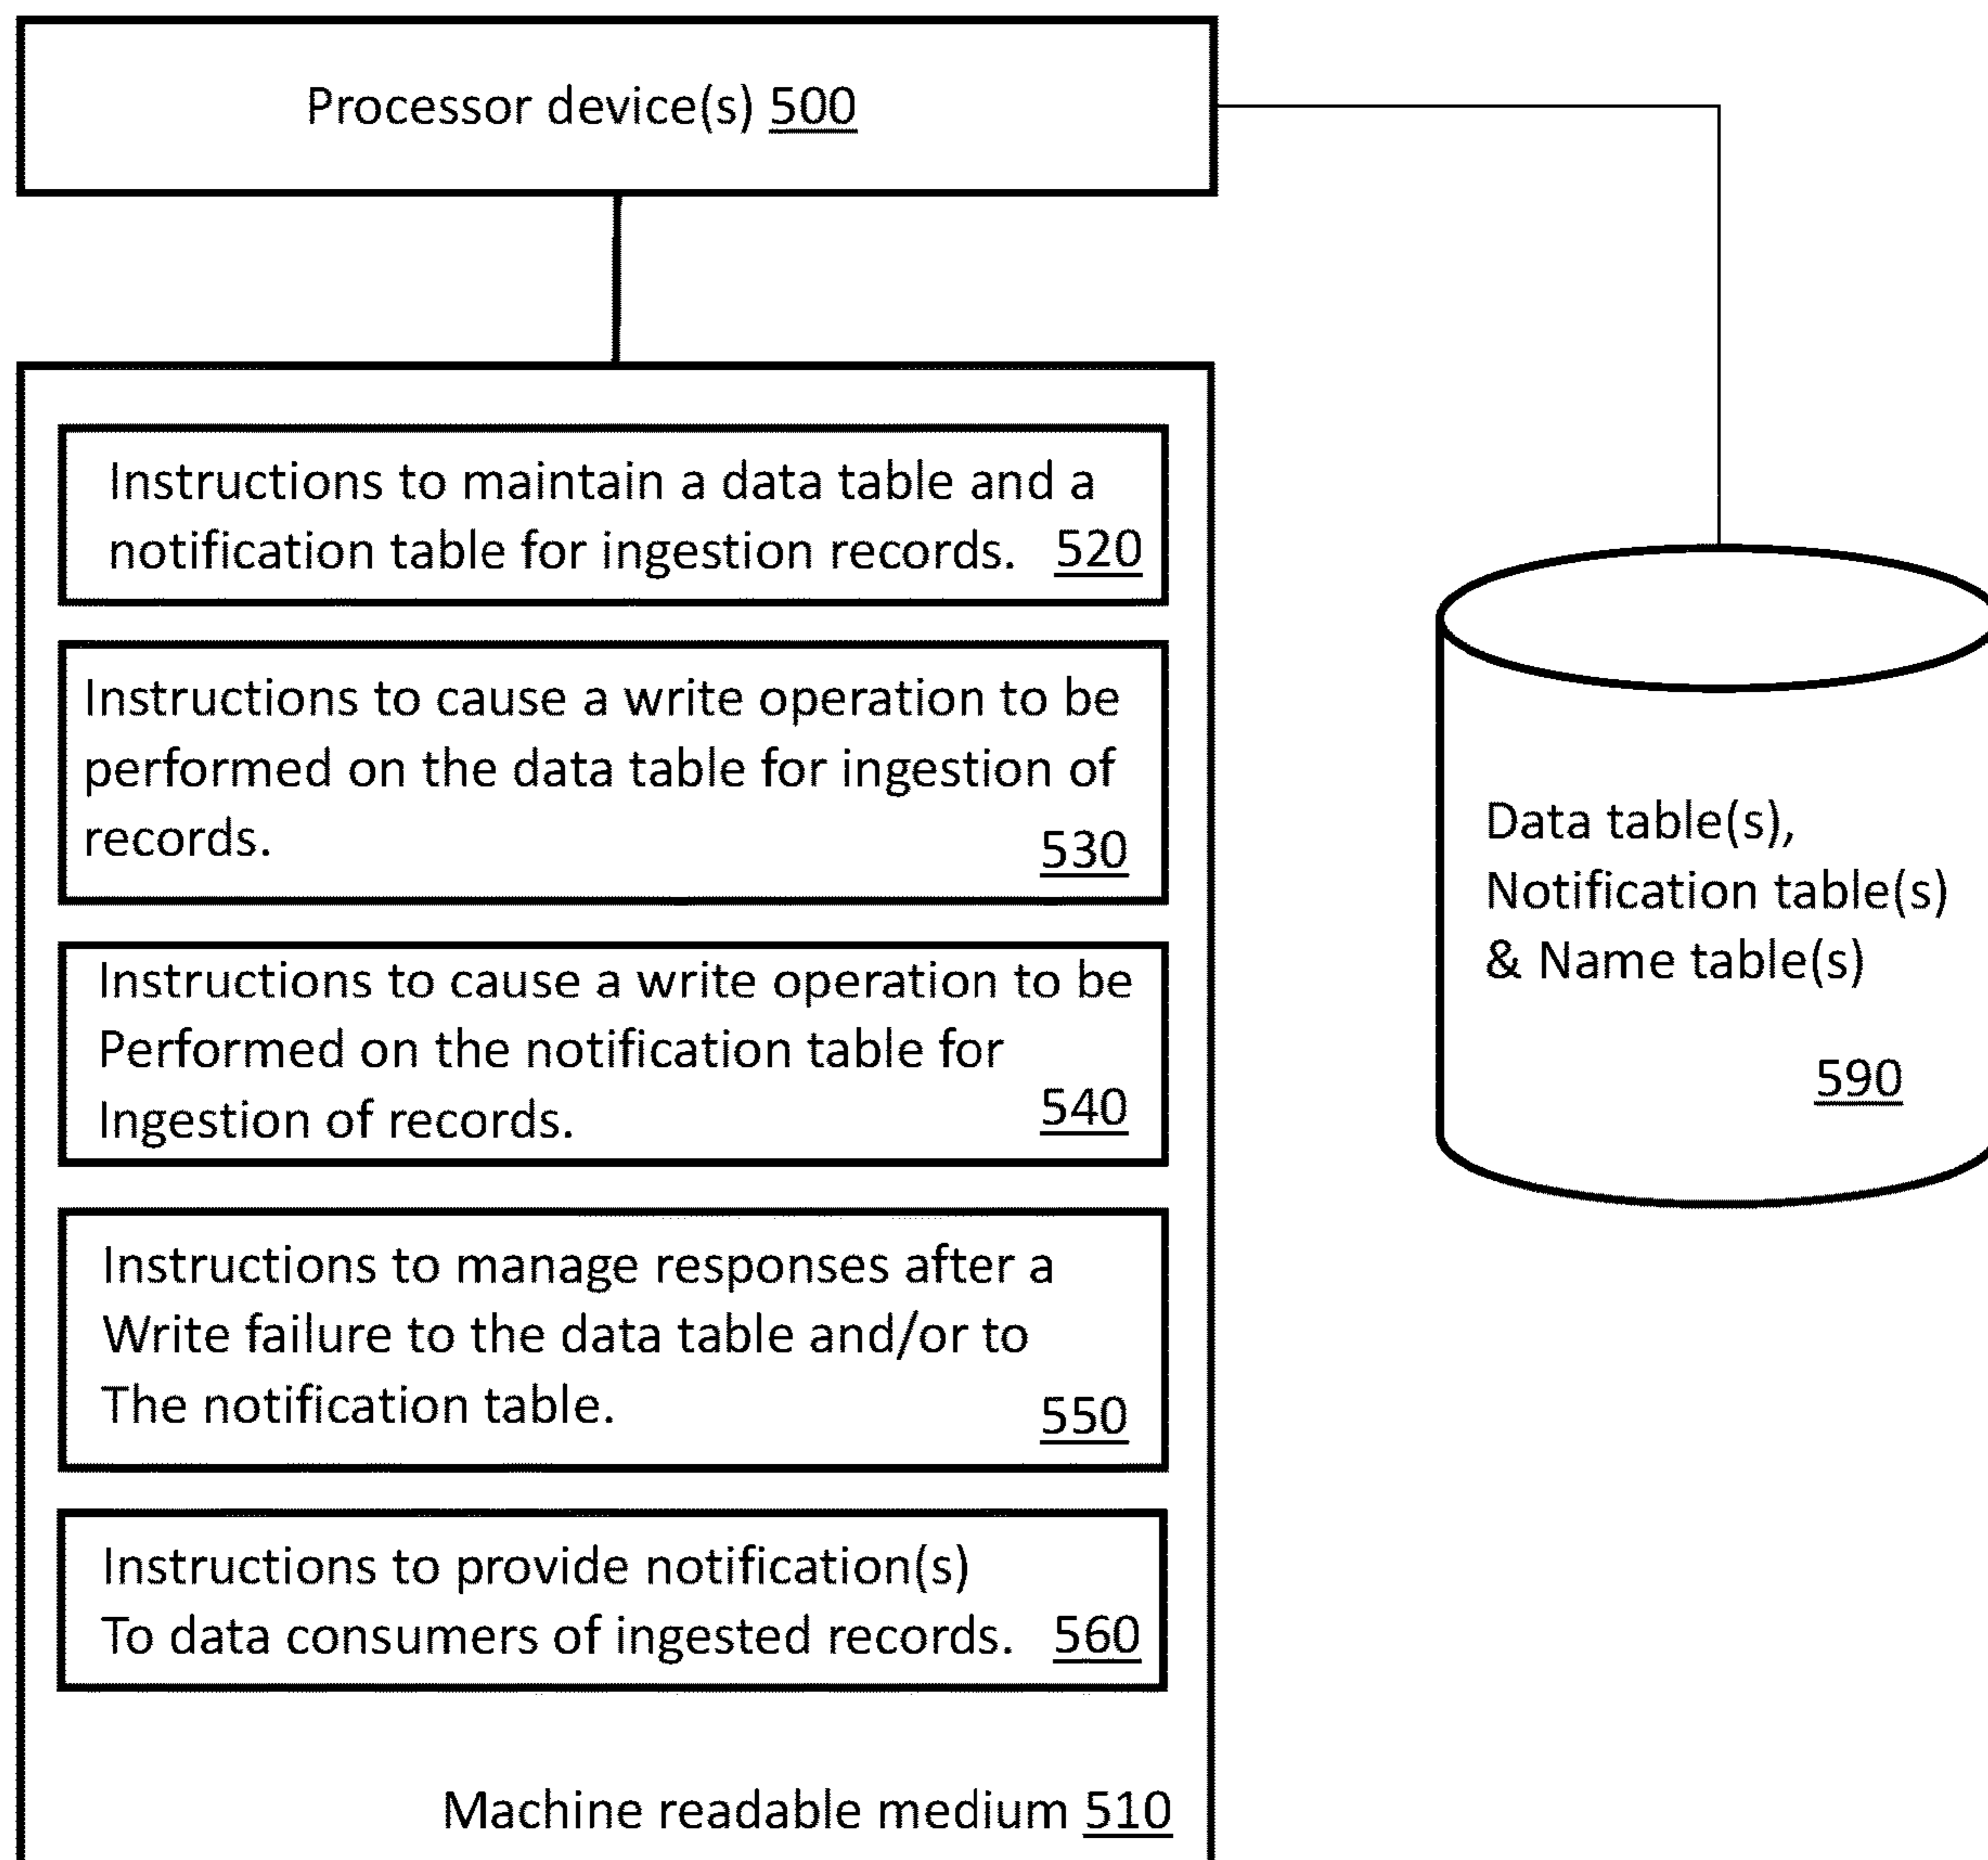 Processor device(s) 500
Instructions to maintain a data table and a
notification table for ingestion records. 520
Instructions to cause a write operation to be
performed on the data table for ingestion of
records. 530
Instructions to cause a write operation to be
Performed on the notification table for
Ingestion of records. 540
Instructions to manage responses after a
Write failure to the data table and/or to
The notification table. 550
Instructions to provide notification(s)
To data consumers of ingested records. 560
Machine readable medium 510
Data table(s),
Notification table(s)
& Name table(s)
590